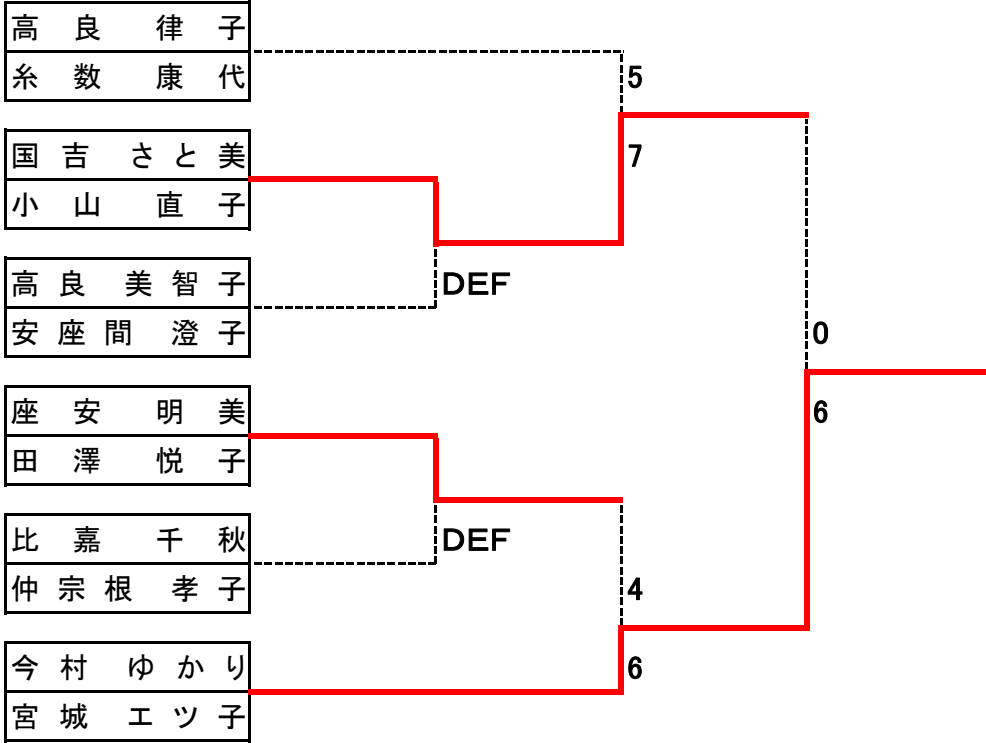 高良 律子
糸数 康代
5
国吉 さと美
7
小山 直子
高良 美智子
DEF
安座間 澄子
0
座安 明美
6
田澤 悦子
比嘉 千秋
DEF
仲宗根 孝子
4
今村 ゆかり
6
宮城 エツ子